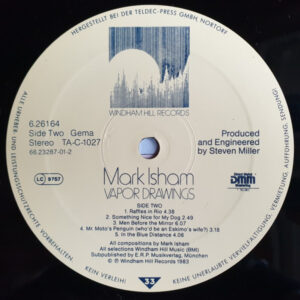 HERGESTELLT BEI DER TELDEC-PRESS GMBH. NORTORF
WINDHAM HILL RECORDS
6.26164
Side Two Gema
Stereo TA-C-1027
66.23287-01-2
Produced
and Engineered
by Steven Miller
LC 9757
DMM
Mark Isham
VAPOR DRAWINGS
SIDE TWO
1. Raffles in Rio 4.38
2. Something Nice for My Dog 2.49
3. Men Before the Mirror 6.07
4. Mr. Moto's Penguin (who'd be an Eskimo's wife?) 3.18
5. In the Blue Distance 4.06
All compositions by Mark Isham
All selections Windham Hill Music (BMI)
Subpublished by E.R.P. Musikverlag, München
℗ © Windham Hill Records 1983
ALLE URHEBER- UND LEISTUNGSSCHUTZRECHTE VORBEHALTEN.
KEIN VERLEIH!
33
KEINE UNERLAUBTE VERVIELFÄLTIGUNG, VERMIETUNG, AUFFÜHRUNG, SENDUNG!